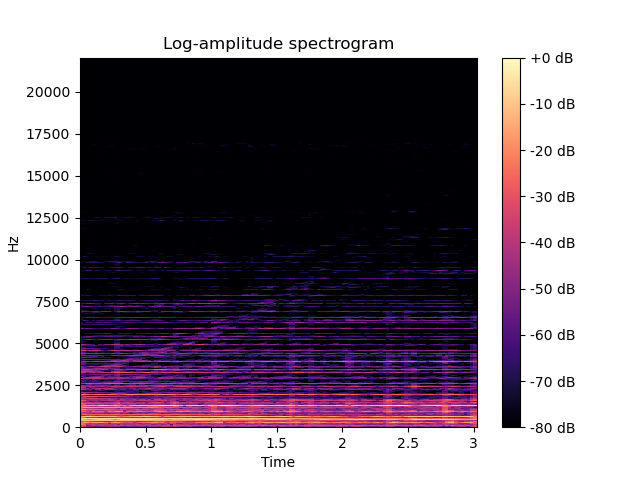 Log-amplitude spectrogram
Hz
20000
17500
15000
12500
10000
7500
5000
2500
0
0 0.5 1 1.5 2 2.5 3
Time
+0 dB
-10 dB
-20 dB
-30 dB
-40 dB
-50 dB
-60 dB
-70 dB
-80 dB